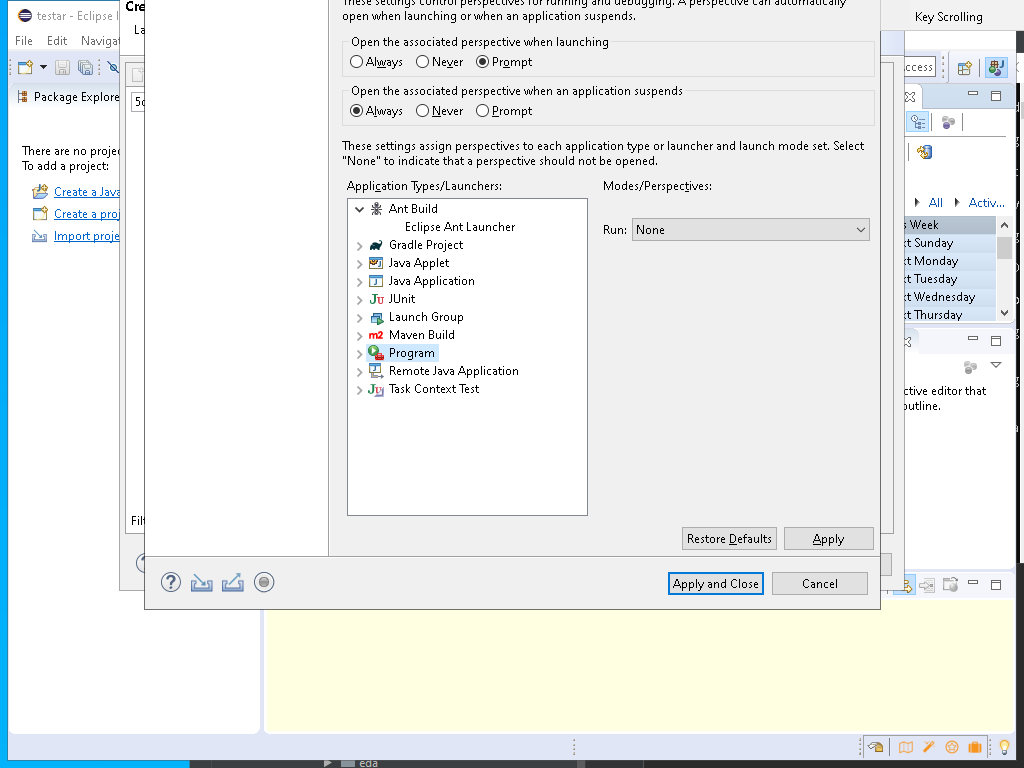 testar - Eclipse I
Cre
These settings control perspectives for running and debugging. A perspective can automatically
open when launching or when an application suspends.
Key Scrolling
La
File Edit Navigat
Open the associated perspective when launching
Always Never Prompt
ccess
Package Explore
Open the associated perspective when an application suspends
Always Never Prompt
There are no projec
To add a project:
These settings assign perspectives to each application type or launcher and launch mode set. Select
"None" to indicate that a perspective should not be opened.
Create a Java
Create a proj
Import proje
Application Types/Launchers:
Modes/Perspectives:
Ant Build
Eclipse Ant Launcher
Gradle Project
Java Applet
Java Application
JUnit
Launch Group
Maven Build
Program
Remote Java Application
Task Context Test
Run: None
All Activ...
s Week
xt Sunday
xt Monday
xt Tuesday
xt Wednesday
xt Thursday
ctive editor that
outline.
Filt
Restore Defaults Apply
Apply and Close Cancel
eda